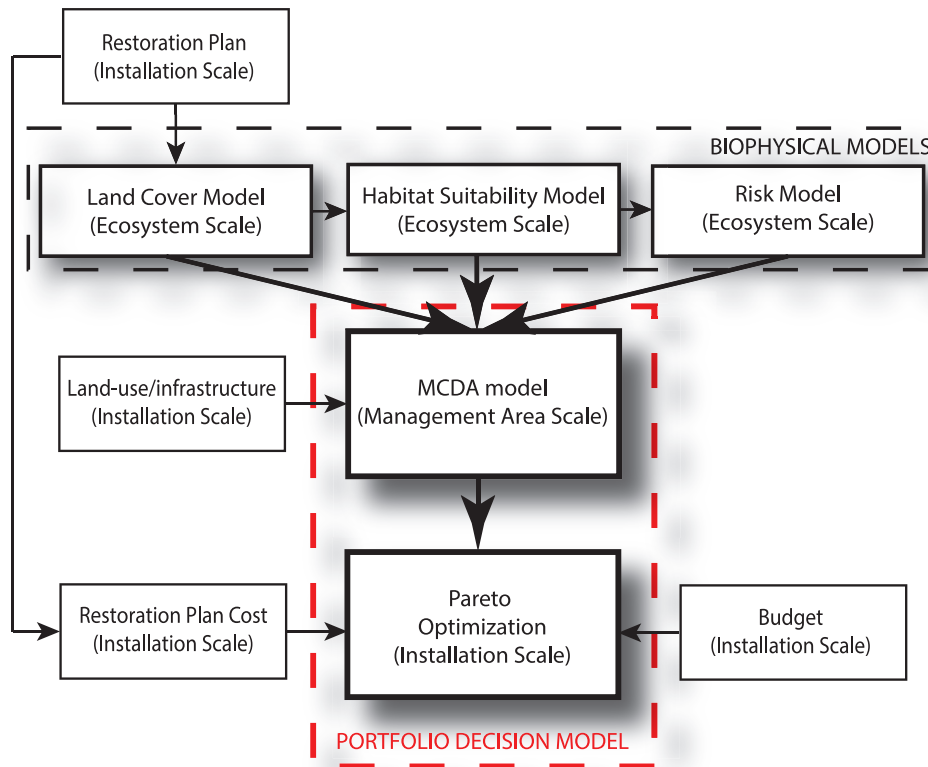 Restoration Plan
(Installation Scale)
BIOPHYSICAL MODELS
Land Cover Model
(Ecosystem Scale)
Habitat Suitability Model
(Ecosystem Scale)
Risk Model
(Ecosystem Scale)
Land-use/infrastructure
(Installation Scale)
MCDA model
(Management Area Scale)
Restoration Plan Cost
(Installation Scale)
Pareto
Optimization
(Installation Scale)
Budget
(Installation Scale)
PORTFOLIO DECISION MODEL